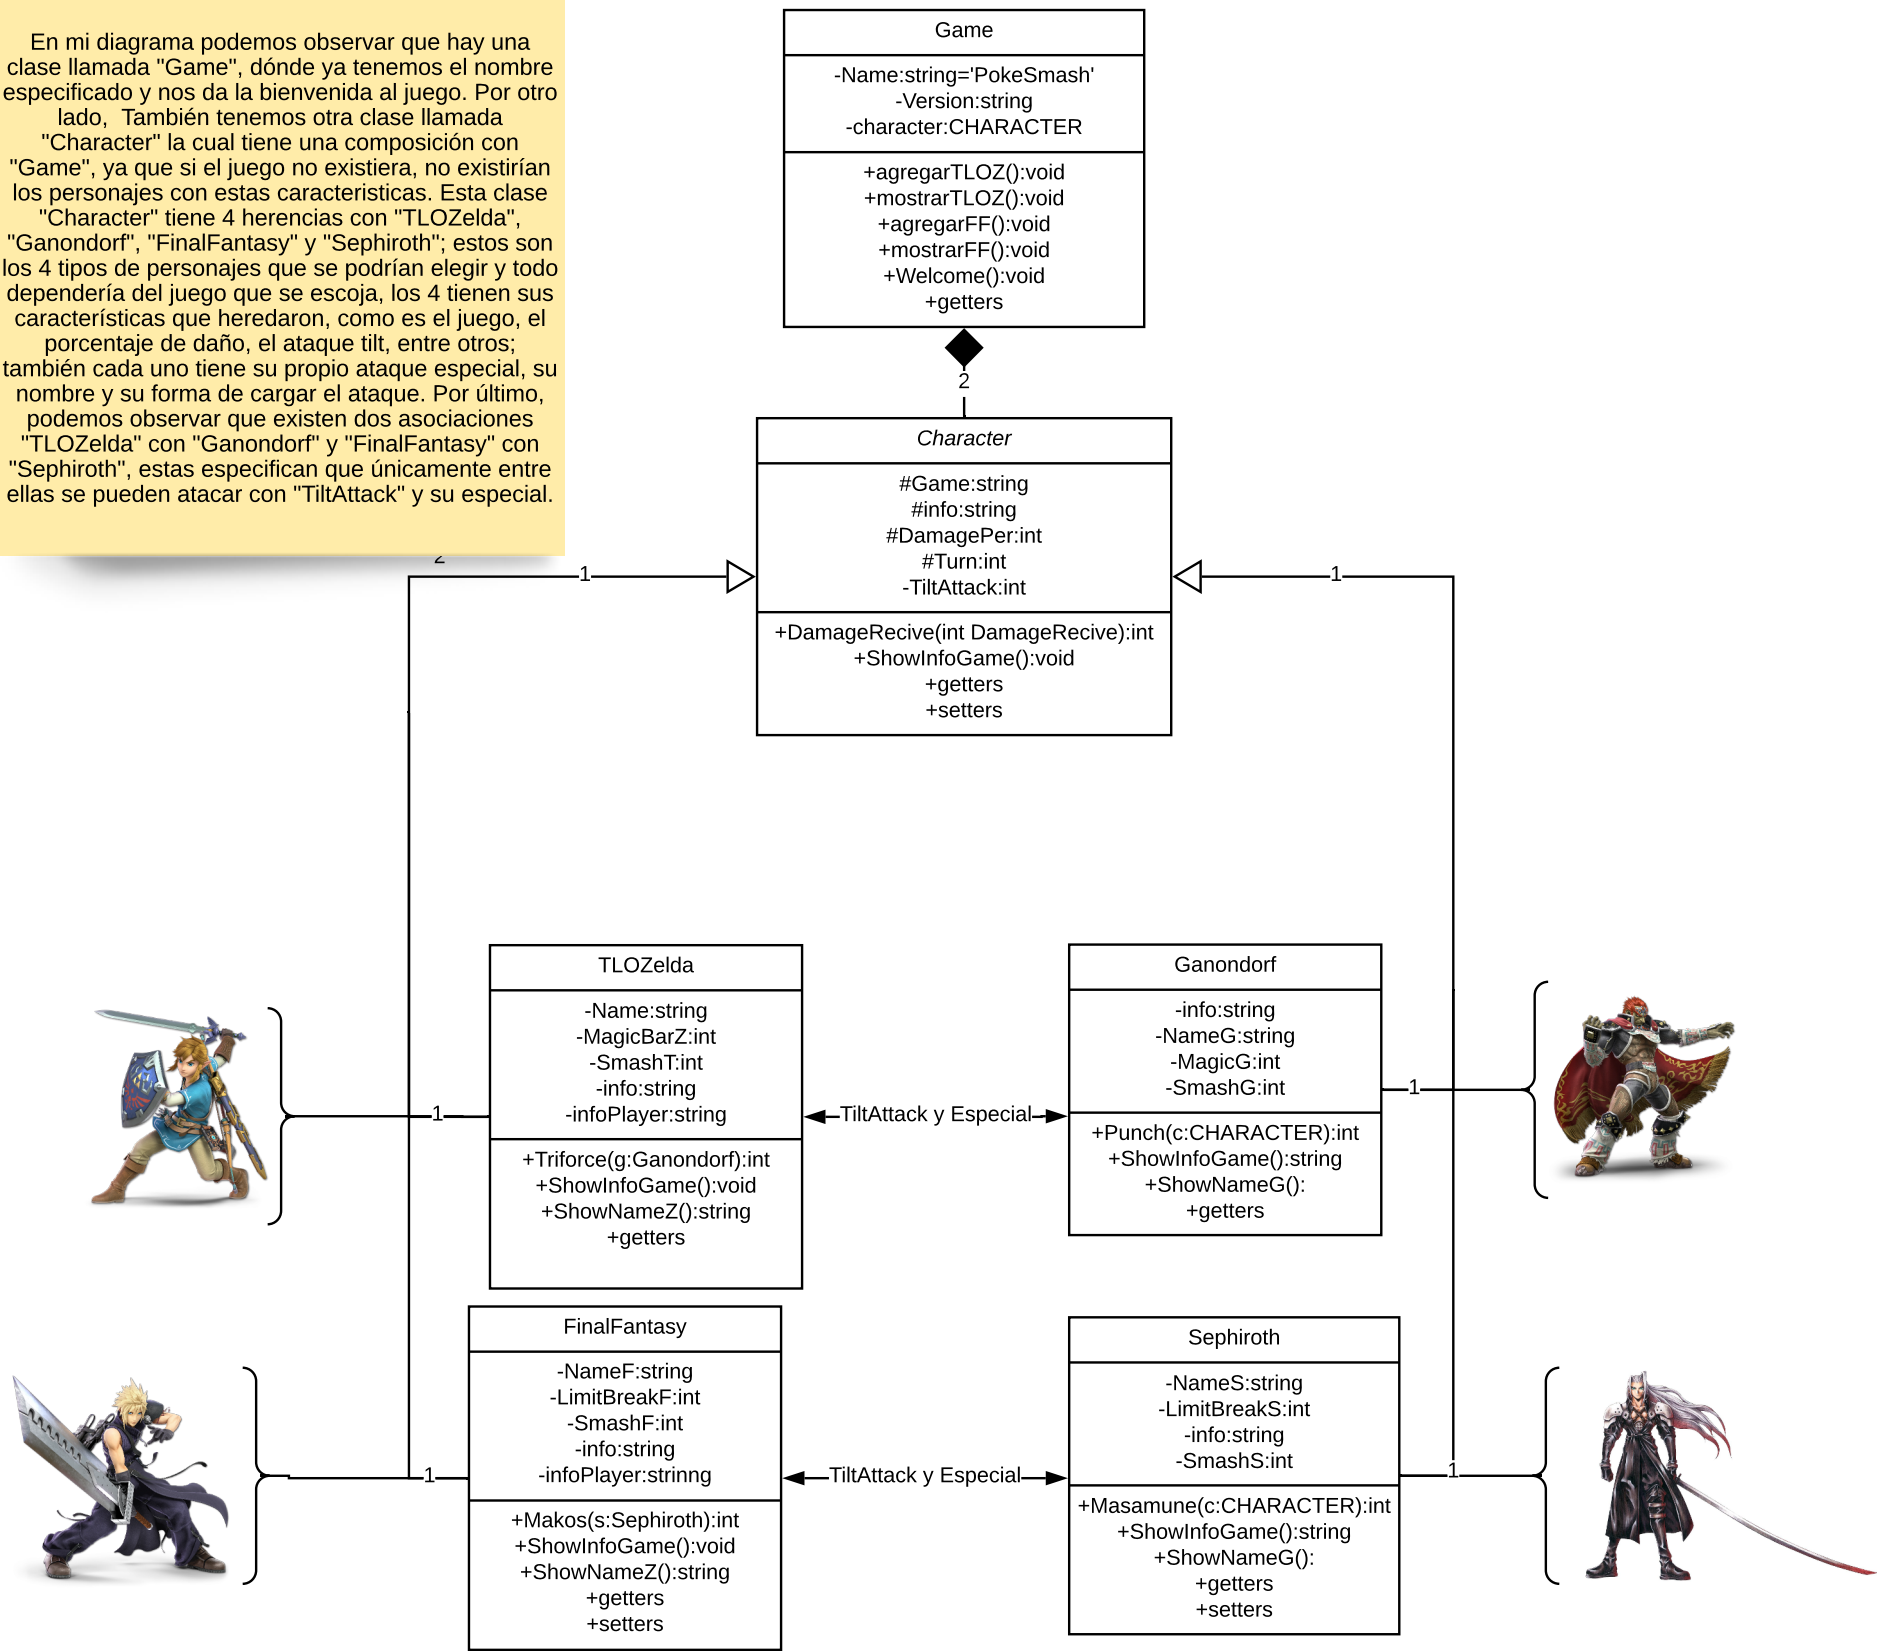 En mi diagrama podemos observar que hay una
clase llamada "Game", dónde ya tenemos el nombre
especificado y nos da la bienvenida al juego. Por otro
lado,  También tenemos otra clase llamada
"Character" la cual tiene una composición con
"Game", ya que si el juego no existiera, no existirían
los personajes con estas caracteristicas. Esta clase
"Character" tiene 4 herencias con "TLOZelda",
"Ganondorf", "FinalFantasy" y "Sephiroth"; estos son
los 4 tipos de personajes que se podrían elegir y todo
dependería del juego que se escoja, los 4 tienen sus
características que heredaron, como es el juego, el
porcentaje de daño, el ataque tilt, entre otros;
también cada uno tiene su propio ataque especial, su
nombre y su forma de cargar el ataque. Por último,
podemos observar que existen dos asociaciones
"TLOZelda" con "Ganondorf" y "FinalFantasy" con
"Sephiroth", estas especifican que únicamente entre
ellas se pueden atacar con "TiltAttack" y su especial.
Game
-Name:string='PokeSmash'
-Version:string
-character:CHARACTER
+agregarTLOZ():void
+mostrarTLOZ():void
+agregarFF():void
+mostrarFF():void
+Welcome():void
+getters
2
Character
#Game:string
#info:string
#DamagePer:int
#Turn:int
-TiltAttack:int
+DamageRecive(int DamageRecive):int
+ShowInfoGame():void
+getters
+setters
2
1
1
TLOZelda
-Name:string
-MagicBarZ:int
-SmashT:int
-info:string
-infoPlayer:string
+Triforce(g:Ganondorf):int
+ShowInfoGame():void
+ShowNameZ():string
+getters
1
TiltAttack y Especial
Ganondorf
-info:string
-NameG:string
-MagicG:int
-SmashG:int
+Punch(c:CHARACTER):int
+ShowInfoGame():string
+ShowNameG():
+getters
1
FinalFantasy
-NameF:string
-LimitBreakF:int
-SmashF:int
-info:string
-infoPlayer:strinng
+Makos(s:Sephiroth):int
+ShowInfoGame():void
+ShowNameZ():string
+getters
+setters
1
TiltAttack y Especial
Sephiroth
-NameS:string
-LimitBreakS:int
-info:string
-SmashS:int
+Masamune(c:CHARACTER):int
+ShowInfoGame():string
+ShowNameG():
+getters
+setters
1